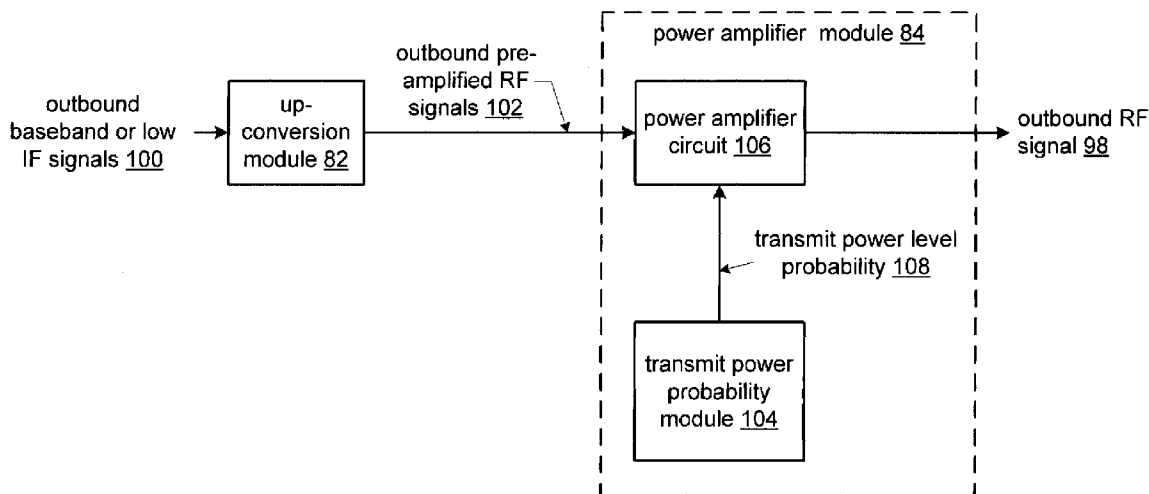 outbound
baseband or low
IF signals 100
up-
conversion
module 82
outbound pre-
amplified RF
signals 102
power amplifier module 84
power amplifier
circuit 106
outbound RF
signal 98
transmit power level
probability 108
transmit power
probability
module 104